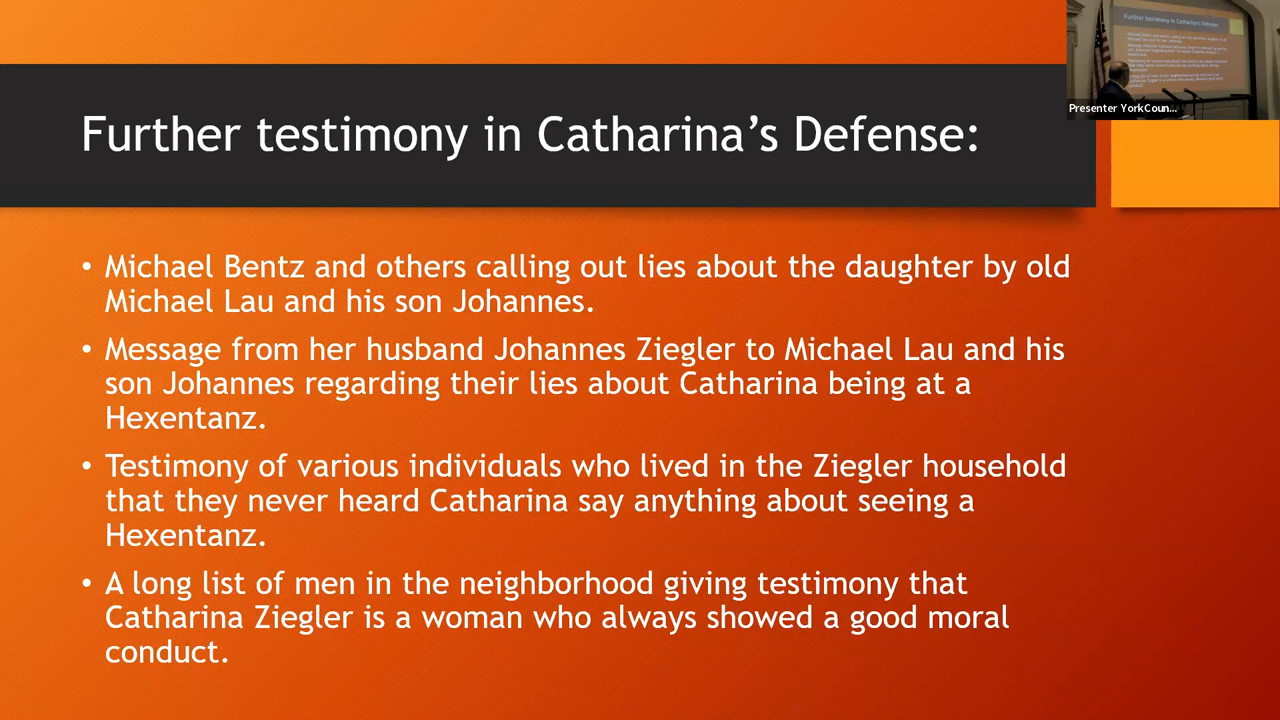 Further testimony in Catharina’s Defense:
Presenter YorkCoun...
• Michael Bentz and others calling out lies about the daughter by old
Michael Lau and his son Johannes.
• Message from her husband Johannes Ziegler to Michael Lau and his
son Johannes regarding their lies about Catharina being at a
Hexentanz.
• Testimony of various individuals who lived in the Ziegler household
that they never heard Catharina say anything about seeing a
Hexentanz.
• A long list of men in the neighborhood giving testimony that
Catharina Ziegler is a woman who always showed a good moral
conduct.